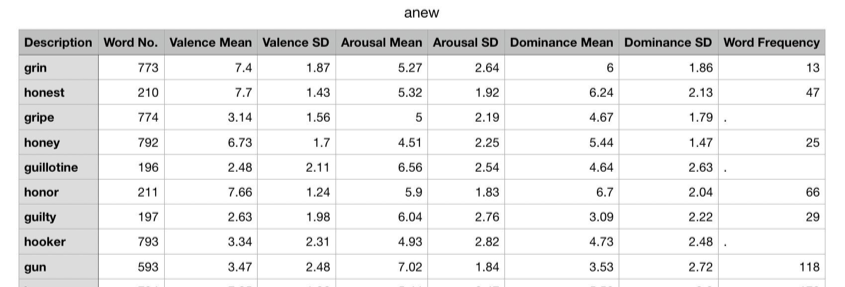 anew
Description Word No. Valence Mean Valence SD Arousal Mean Arousal SD Dominance Mean Dominance SD Word Frequency
grin 773 7.4 1.87 5.27 2.64 6 1.86 13
honest 210 7.7 1.43 5.32 1.92 6.24 2.13 47
gripe 774 3.14 1.56 5 2.19 4.67 1.79 .
honey 792 6.73 1.7 4.51 2.25 5.44 1.47 25
guillotine 196 2.48 2.11 6.56 2.54 4.64 2.63 .
honor 211 7.66 1.24 5.9 1.83 6.7 2.04 66
guilty 197 2.63 1.98 6.04 2.76 3.09 2.22 29
hooker 793 3.34 2.31 4.93 2.82 4.73 2.48 .
gun 593 3.47 2.48 7.02 1.84 3.53 2.72 118